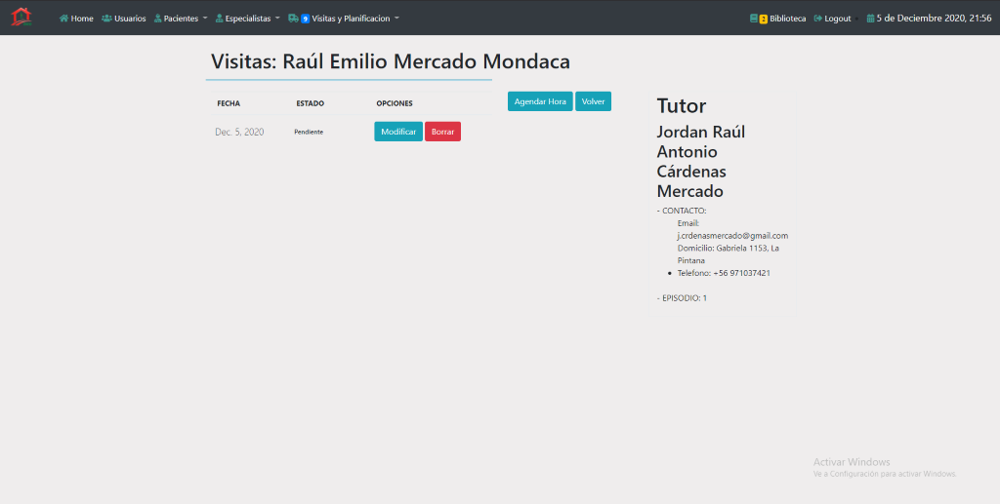 Home Usuarios Pacientes Especialistas 9 Visitas y Planificacion 2 Biblioteca Logout 5 de Deciembre 2020, 21:56
Visitas: Raúl Emilio Mercado Mondaca
FECHA ESTADO OPCIONES
Dec. 5, 2020 Pendiente Modificar Borrar
Agendar Hora Volver
Tutor
Jordan Raúl
Antonio
Cárdenas
Mercado
- CONTACTO:
Email:
j.crdenasmercado@gmail.com
Domicilio: Gabriela 1153, La
Pintana
• Telefono: +56 971037421
- EPISODIO: 1
Activar Windows
Ve a Configuración para activar Windows.